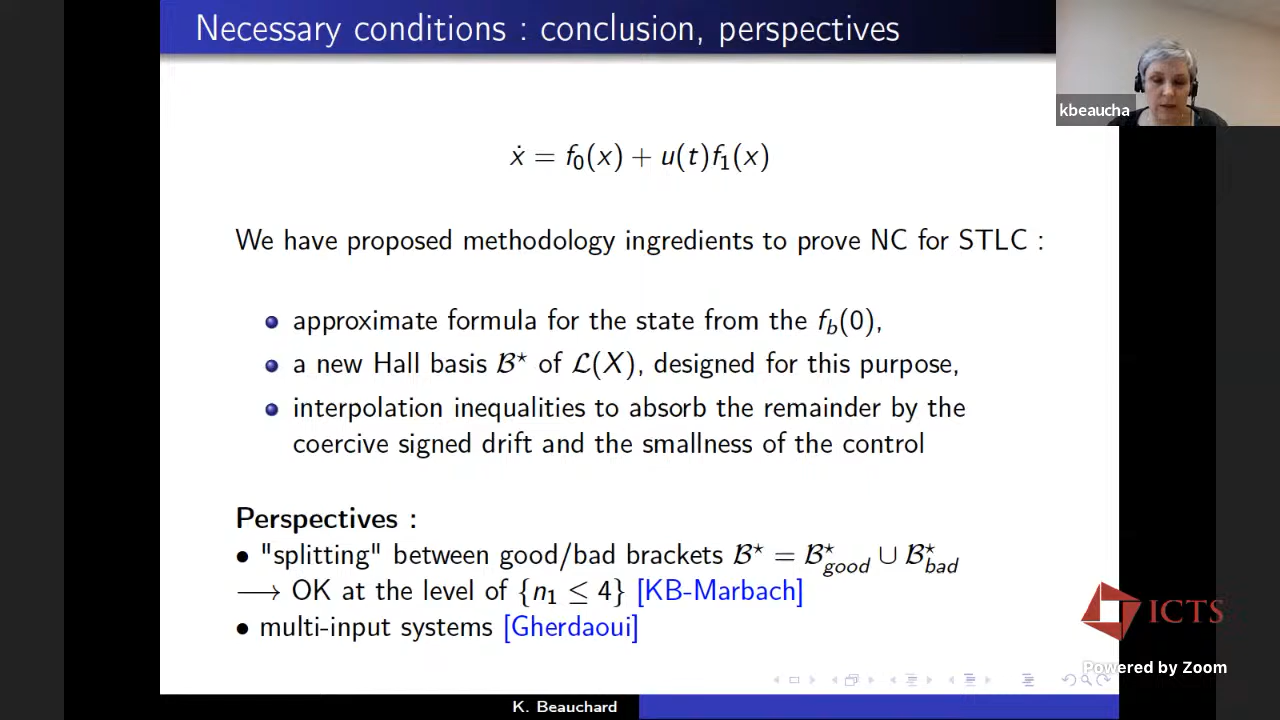 Necessary conditions : conclusion, perspectives
kbeaucha
ẋ = f₀(x) + u(t)f₁(x)
We have proposed methodology ingredients to prove NC for STLC :
approximate formula for the state from the f_b(0),
a new Hall basis 𝓑⋆ of 𝓛(X), designed for this purpose,
interpolation inequalities to absorb the remainder by the
coercive signed drift and the smallness of the control
Perspectives :
• "splitting" between good/bad brackets 𝓑⋆ = 𝓑⋆_good ∪ 𝓑⋆_bad
⟶ OK at the level of {n₁ ≤ 4} [KB-Marbach]
• multi-input systems [Gherdaoui]
ICTS
Powered by Zoom
K. Beauchard